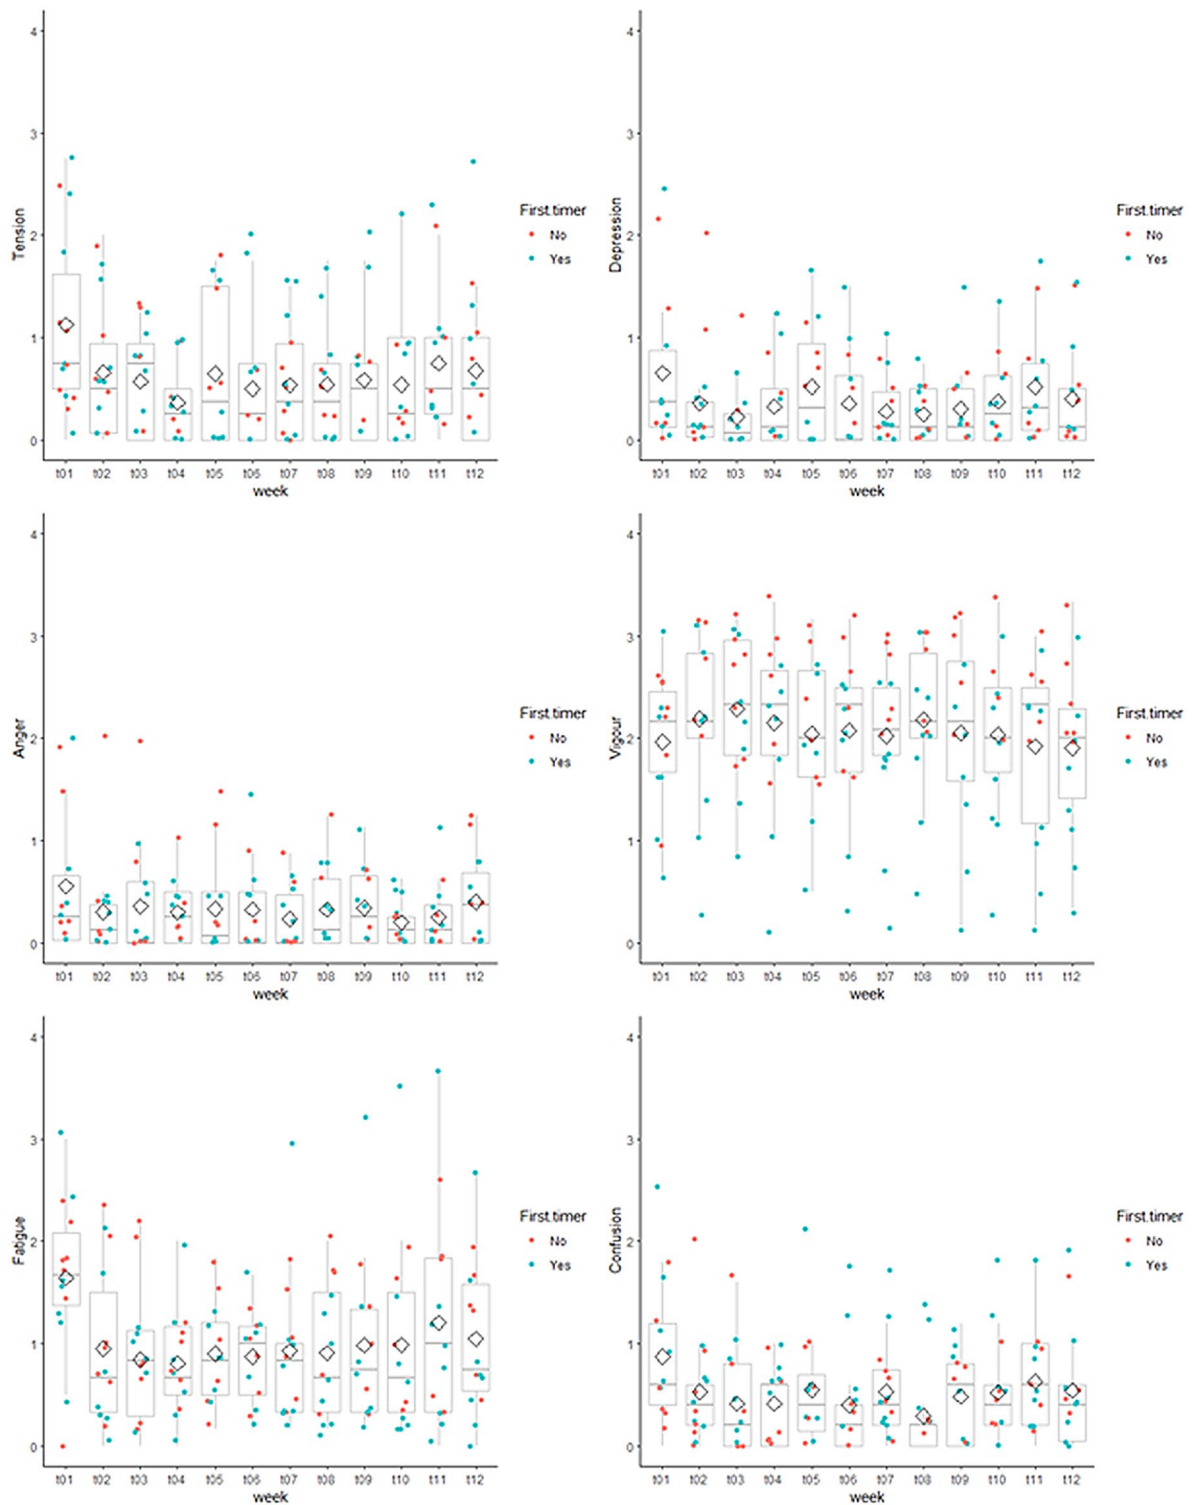 Tension
4
3
2
1
0
t01 t02 t03 t04 t05 t06 t07 t08 t09 t10 t11 t12
week
First.timer
No
Yes
Depression
4
3
2
1
0
t01 t02 t03 t04 t05 t06 t07 t08 t09 t10 t11 t12
week
First.timer
No
Yes
Anger
4
3
2
1
0
t01 t02 t03 t04 t05 t06 t07 t08 t09 t10 t11 t12
week
First.timer
No
Yes
Vigour
4
3
2
1
0
t01 t02 t03 t04 t05 t06 t07 t08 t09 t10 t11 t12
week
First.timer
No
Yes
Fatigue
4
3
2
1
0
t01 t02 t03 t04 t05 t06 t07 t08 t09 t10 t11 t12
week
First.timer
No
Yes
Confusion
4
3
2
1
0
t01 t02 t03 t04 t05 t06 t07 t08 t09 t10 t11 t12
week
First.timer
No
Yes